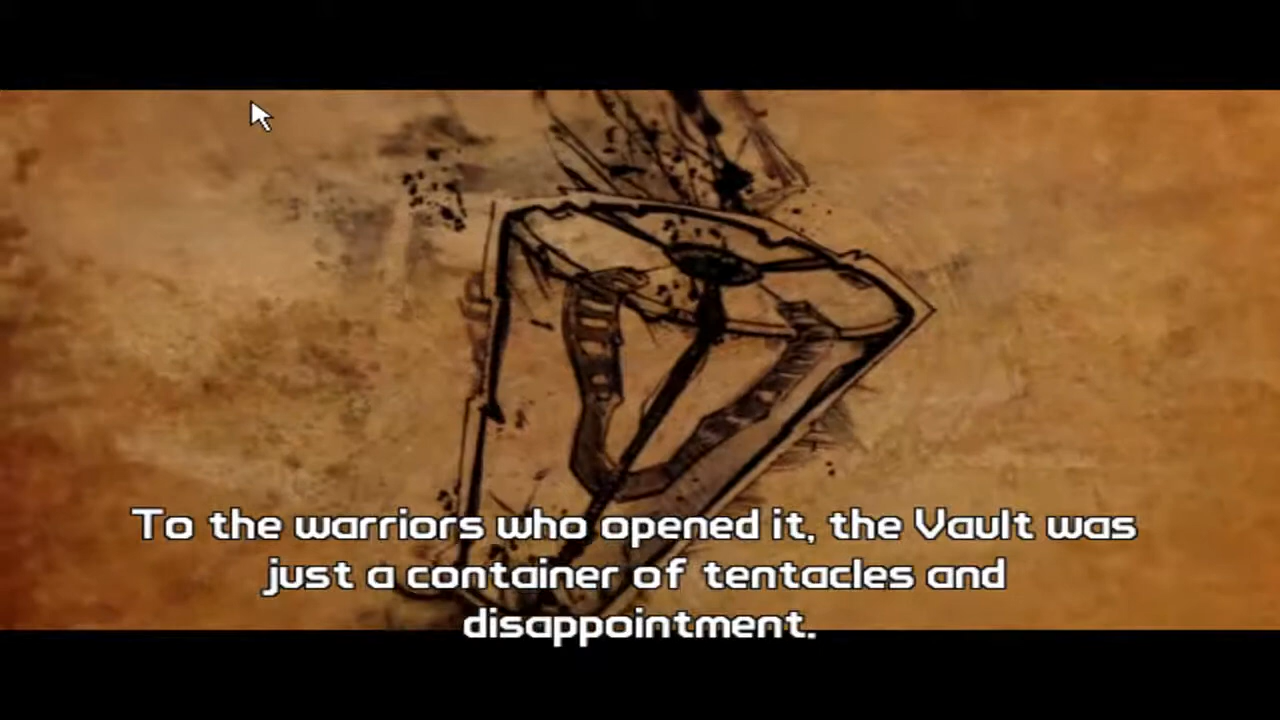 To the warriors who opened it, the Vault was
just a container of tentacles and
disappointment.